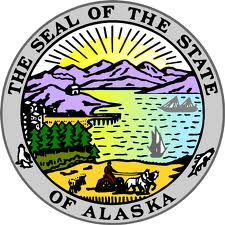 THE SEAL OF THE STATE
OF ALASKA